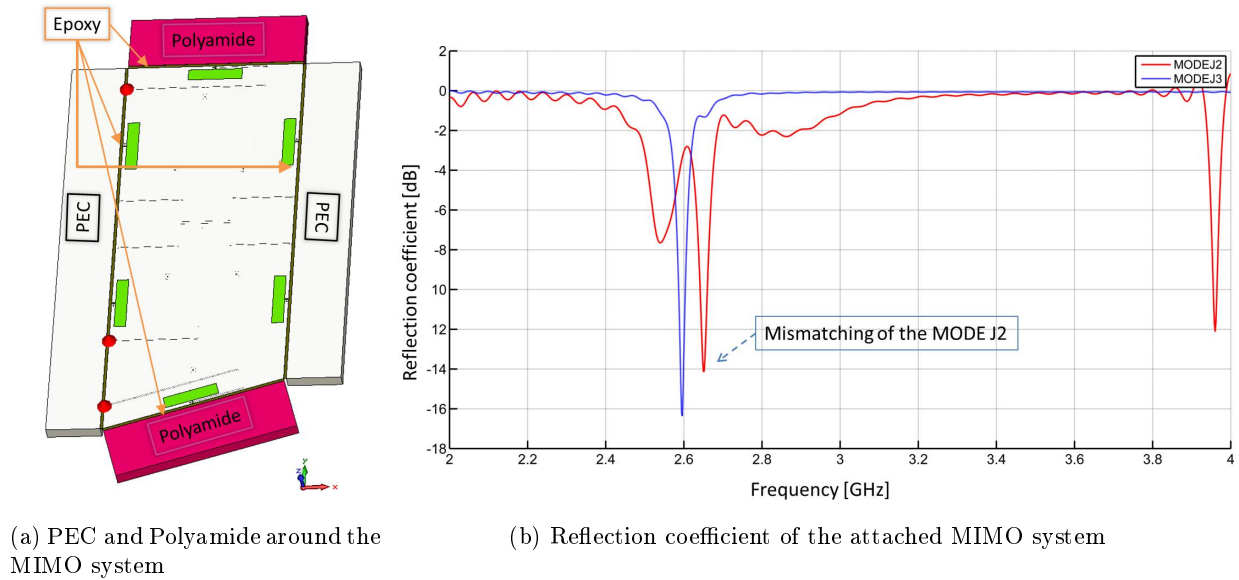 Epoxy
Polyamide
PEC
PEC
Polyamide
y
z
x
2
0
-2
-4
-6
-8
10
12
-14
-16
-18
2
2.2
2.4
2.6
2.8
3
3.2
3.4
3.6
3.8
4
Reflection coefficient [dB]
Frequency [GHz]
MODEJ2
MODEJ3
Mismatching of the MODE J2
(a) PEC and Polyamide around the
MIMO system
(b) Reflection coefficient of the attached MIMO system